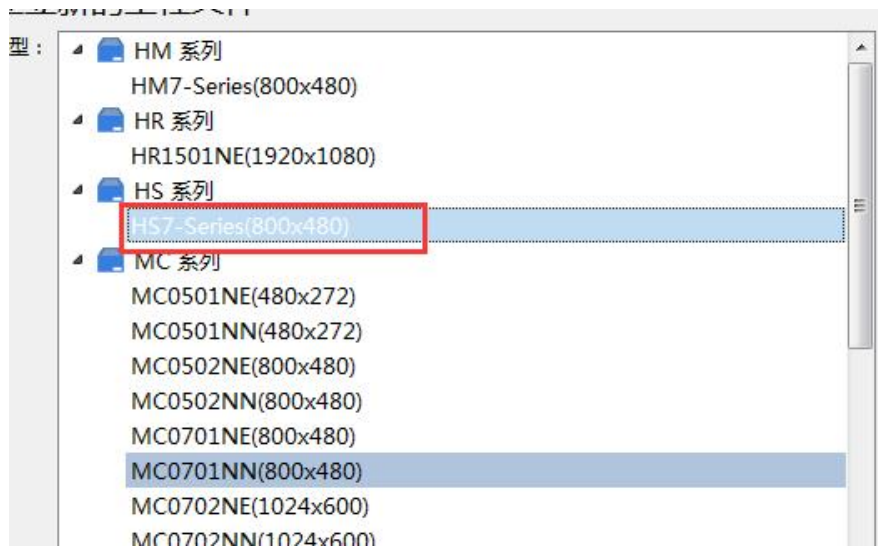 型：
HM 系列
HM7-Series(800x480)
HR 系列
HR1501NE(1920x1080)
HS 系列
HS7-Series(800x480)
MC 系列
MC0501NE(480x272)
MC0501NN(480x272)
MC0502NE(800x480)
MC0502NN(800x480)
MC0701NE(800x480)
MC0701NN(800x480)
MC0702NE(1024x600)
MC0702NN(1024x600)